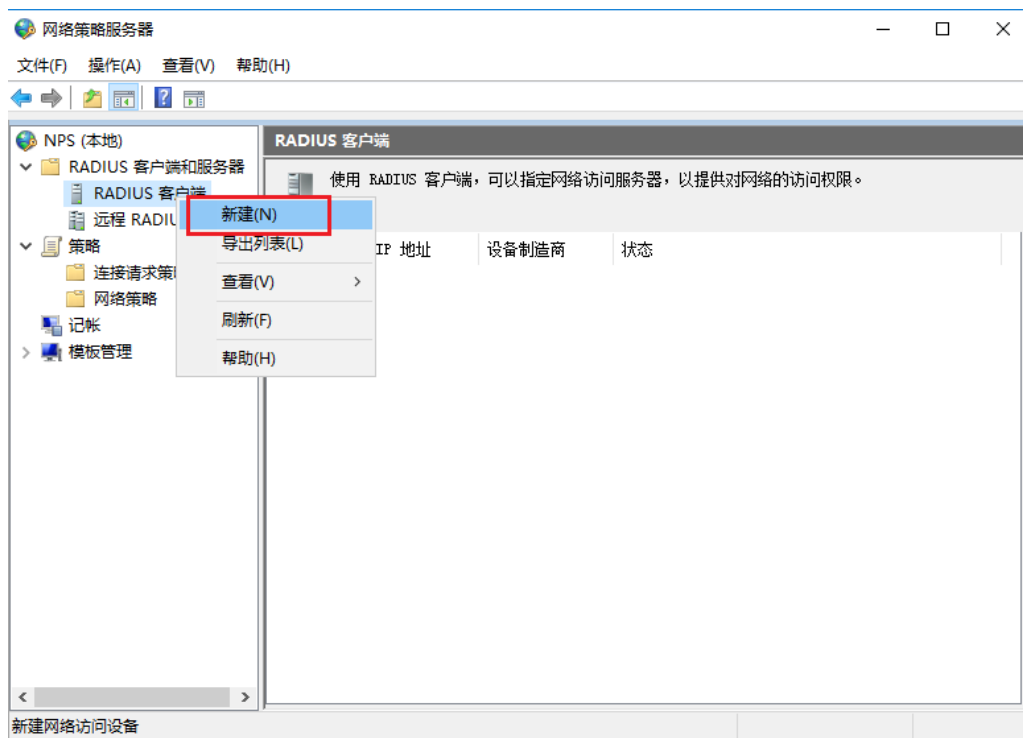 网络策略服务器
文件(F) 操作(A) 查看(V) 帮助(H)
NPS (本地)
RADIUS 客户端和服务器
RADIUS 客户端
远程 RADIU
策略
连接请求策
网络策略
记帐
模板管理
新建(N)
导出列表(L)
查看(V)
刷新(F)
帮助(H)
RADIUS 客户端
使用 RADIUS 客户端，可以指定网络访问服务器，以提供对网络的访问权限。
IP 地址 设备制造商 状态
新建网络访问设备